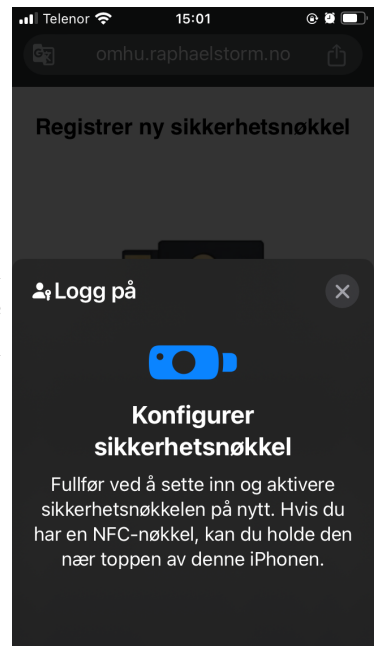 Telenor 15:01
omhu.raphaelstorm.no
Registrer ny sikkerhetsnøkkel
Logg på
Konfigurer
sikkerhetsnøkkel
Fullfør ved å sette inn og aktivere
sikkerhetsnøkkelen på nytt. Hvis du
har en NFC-nøkkel, kan du holde den
nær toppen av denne iPhonen.